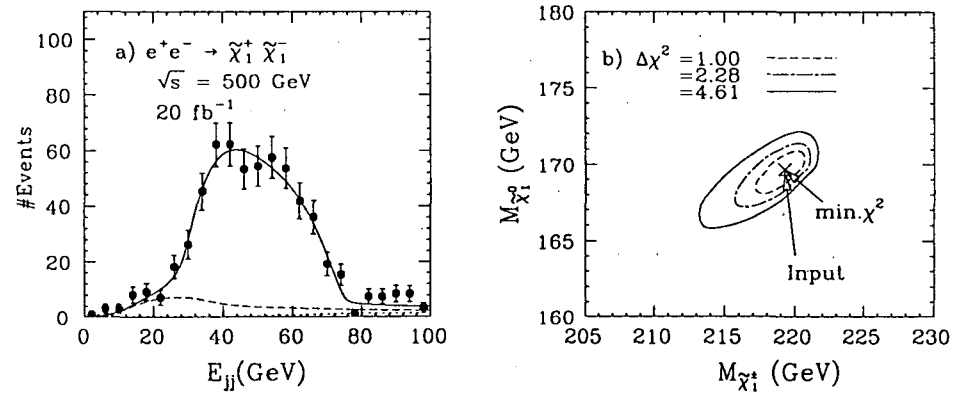 a) e⁺e⁻ → χ̃₁⁺ χ̃₁⁻
√s = 500 GeV
20 fb⁻¹
#Events
100
80
60
40
20
0
0 20 40 60 80 100
E_jj(GeV)
b) Δχ² =1.00
=2.28
=4.61
M_χ̃₁⁰ (GeV)
180
175
170
165
160
min.χ²
Input
205 210 215 220 225 230
M_χ̃₁± (GeV)